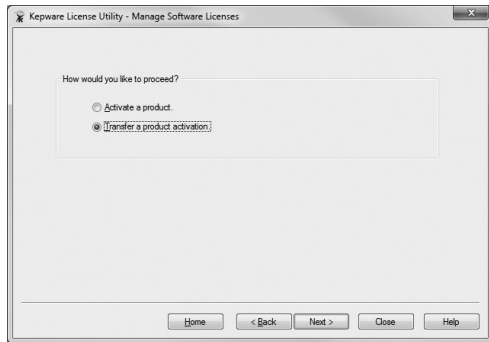 Kepware License Utility - Manage Software Licenses
How would you like to proceed?
Activate a product.
Transfer a product activation.
Home
< Back
Next >
Close
Help